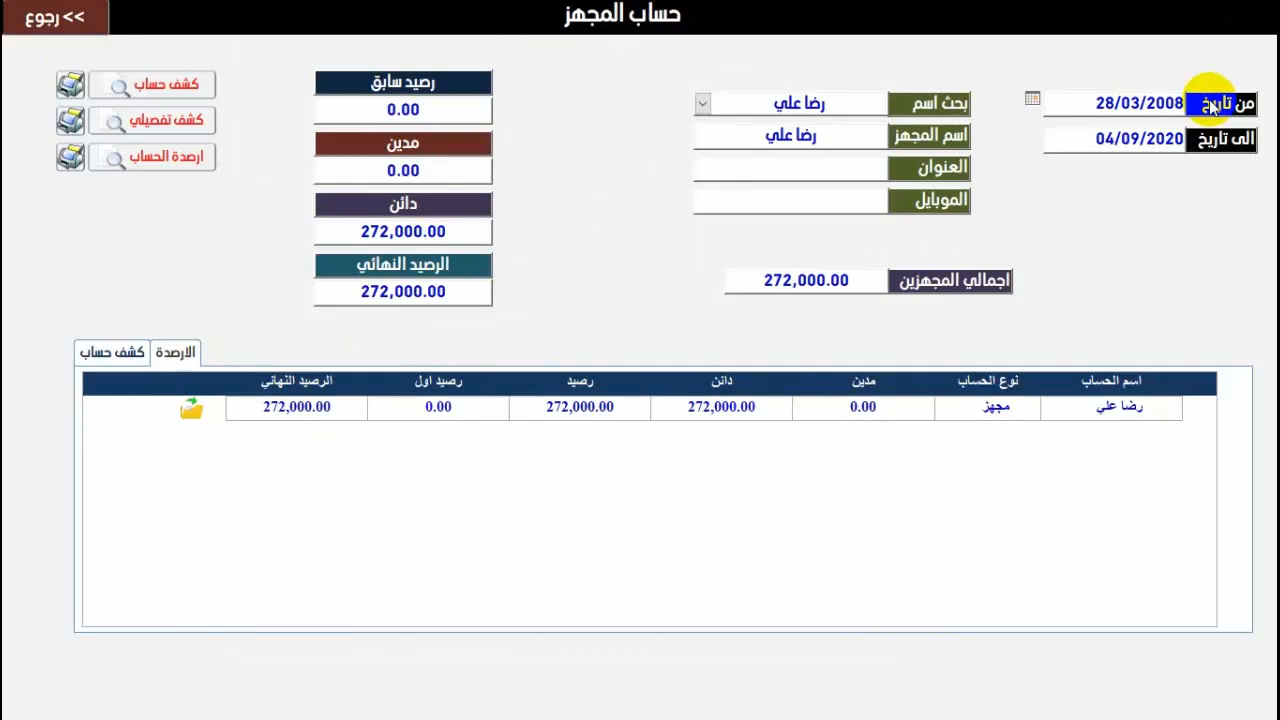 حساب المجهز
>> رجوع
من تاريخ 28/03/2008
الى تاريخ 04/09/2020
بحث اسم رضا علي
اسم المجهز رضا علي
العنوان
الموبايل
اجمالي المجهزين 272,000.00
رصيد سابق
0.00
مدين
0.00
دائن
272,000.00
الرصيد النهائي
272,000.00
كشف حساب
كشف تفصيلي
ارصدة الحساب
الارصدة كشف حساب
اسم الحساب نوع الحساب مدين دائن رصيد رصيد اول الرصيد النهائي
رضا علي مجهز 0.00 272,000.00 272,000.00 0.00 272,000.00